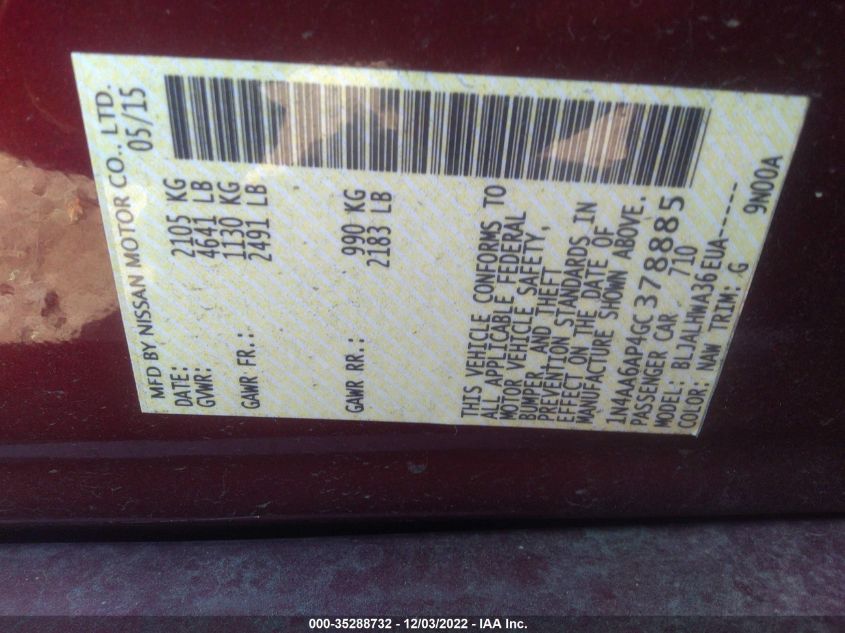 MFD BY NISSAN MOTOR CO., LTD.
DATE: 05/15
GVWR: 2105 KG
4641 LB
GAWR FR.: 1130 KG
2491 LB
GAWR RR.: 990 KG
2183 LB
THIS VEHICLE CONFORMS TO
ALL APPLICABLE FEDERAL
MOTOR VEHICLE SAFETY,
BUMPER, AND THEFT
PREVENTION STANDARDS IN
EFFECT ON THE DATE OF
MANUFACTURE SHOWN ABOVE.
1N4AA6AP4GC378885
PASSENGER CAR 710
MODEL: BLJALHWA36EUA------
COLOR: NAW TRIM: G 9N00A
000-35288732 - 12/03/2022 - IAA Inc.